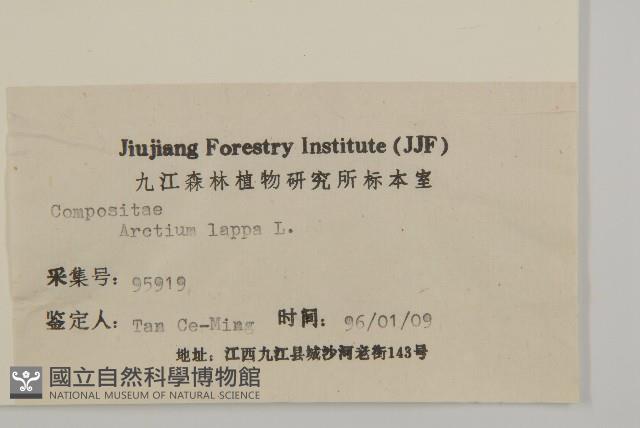 Jiujiang Forestry Institute (JJF)
九江森林植物研究所标本室
Compositae
Arctium lappa L.
采集号: 95919
鉴定人: Tan Ce-Ming 时间: 96/01/09
地址: 江西九江县城沙河老街143号
國立自然科學博物館
NATIONAL MUSEUM OF NATURAL SCIENCE